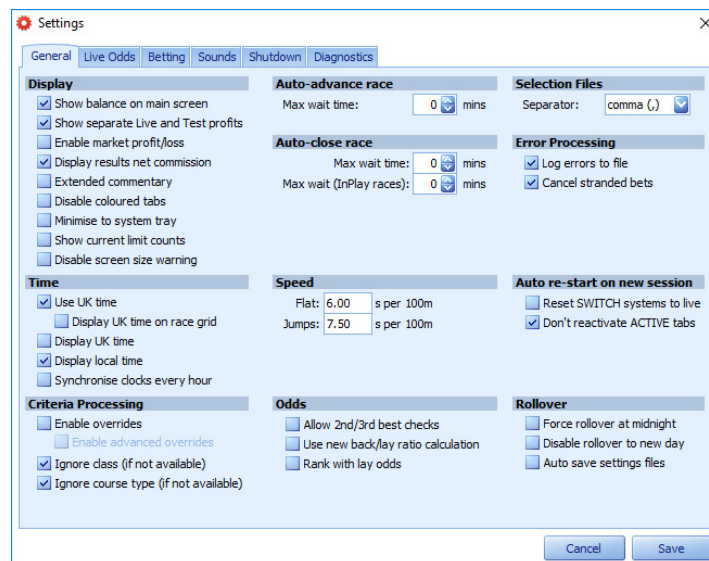 Settings
General Live Odds Betting Sounds Shutdown Diagnostics
Display
Show balance on main screen
Show separate Live and Test profits
Enable market profit/loss
Display results net commission
Extended commentary
Disable coloured tabs
Minimise to system tray
Show current limit counts
Disable screen size warning
Auto-advance race
Max wait time: 0 mins
Auto-close race
Max wait time: 0 mins
Max wait (InPlay races): 0 mins
Selection Files
Separator: comma (,)
Error Processing
Log errors to file
Cancel stranded bets
Time
Use UK time
Display UK time on race grid
Display UK time
Display local time
Synchronise clocks every hour
Speed
Flat: 6.00 s per 100m
Jumps: 7.50 s per 100m
Auto re-start on new session
Reset SWITCH systems to live
Don't reactivate ACTIVE tabs
Criteria Processing
Enable overrides
Enable advanced overrides
Ignore class (if not available)
Ignore course type (if not available)
Odds
Allow 2nd/3rd best checks
Use new back/lay ratio calculation
Rank with lay odds
Rollover
Force rollover at midnight
Disable rollover to new day
Auto save settings files
Cancel Save